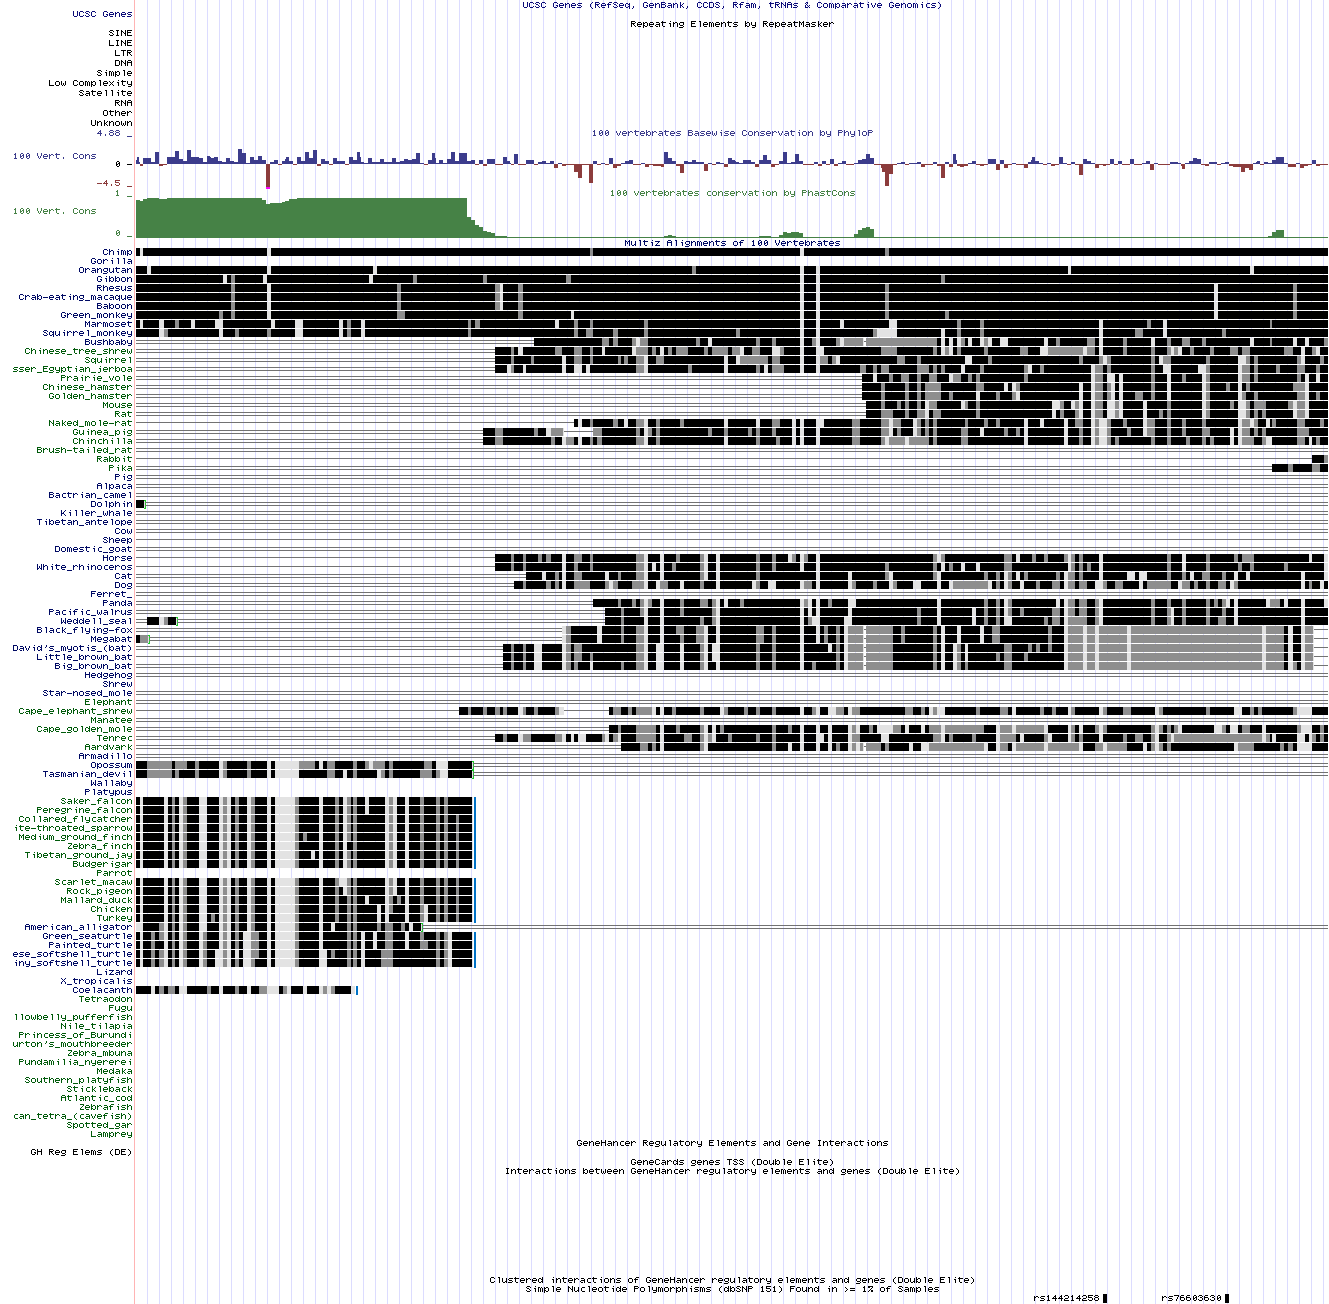 UCSC Genes (RefSeq, GenBank, CCDS, Rfam, tRNAs & Comparative Genomics)
UCSC Genes
Repeating Elements by RepeatMasker
SINE
LINE
LTR
DNA
Simple
Low Complexity
Satellite
RNA
Other
Unknown
4.88 _
100 vertebrates Basewise Conservation by PhyloP
100 Vert. Cons
0 _
-4.5 _
1 _
100 vertebrates conservation by PhastCons
100 Vert. Cons
0 _
Multiz Alignments of 100 Vertebrates
Chimp
Gorilla
Orangutan
Gibbon
Rhesus
Crab-eating_macaque
Baboon
Green_monkey
Marmoset
Squirrel_monkey
Bushbaby
Chinese_tree_shrew
Squirrel
sser_Egyptian_jerboa
Prairie_vole
Chinese_hamster
Golden_hamster
Mouse
Rat
Naked_mole-rat
Guinea_pig
Chinchilla
Brush-tailed_rat
Rabbit
Pika
Pig
Alpaca
Bactrian_camel
Dolphin
Killer_whale
Tibetan_antelope
Cow
Sheep
Domestic_goat
Horse
White_rhinoceros
Cat
Dog
Ferret_
Panda
Pacific_walrus
Weddell_seal
Black_flying-fox
Megabat
David's_myotis_(bat)
Little_brown_bat
Big_brown_bat
Hedgehog
Shrew
Star-nosed_mole
Elephant
Cape_elephant_shrew
Manatee
Cape_golden_mole
Tenrec
Aardvark
Armadillo
Opossum
Tasmanian_devil
Wallaby
Platypus
Saker_falcon
Peregrine_falcon
Collared_flycatcher
ite-throated_sparrow
Medium_ground_finch
Zebra_finch
Tibetan_ground_jay
Budgerigar
Parrot
Scarlet_macaw
Rock_pigeon
Mallard_duck
Chicken
Turkey
American_alligator
Green_seaturtle
Painted_turtle
ese_softshell_turtle
iny_softshell_turtle
Lizard
X_tropicalis
Coelacanth
Tetraodon
Fugu
llowbelly_pufferfish
Nile_tilapia
Princess_of_Burundi
urton's_mouthbreeder
Zebra_mbuna
Pundamilia_nyererei
Medaka
Southern_platyfish
Stickleback
Atlantic_cod
Zebrafish
can_tetra_(cavefish)
Spotted_gar
Lamprey
GeneHancer Regulatory Elements and Gene Interactions
GH Reg Elems (DE)
GeneCards genes TSS (Double Elite)
Interactions between GeneHancer regulatory elements and genes (Double Elite)
Clustered interactions of GeneHancer regulatory elements and genes (Double Elite)
Simple Nucleotide Polymorphisms (dbSNP 151) Found in >= 1% of Samples
rs144214258 rs76603630